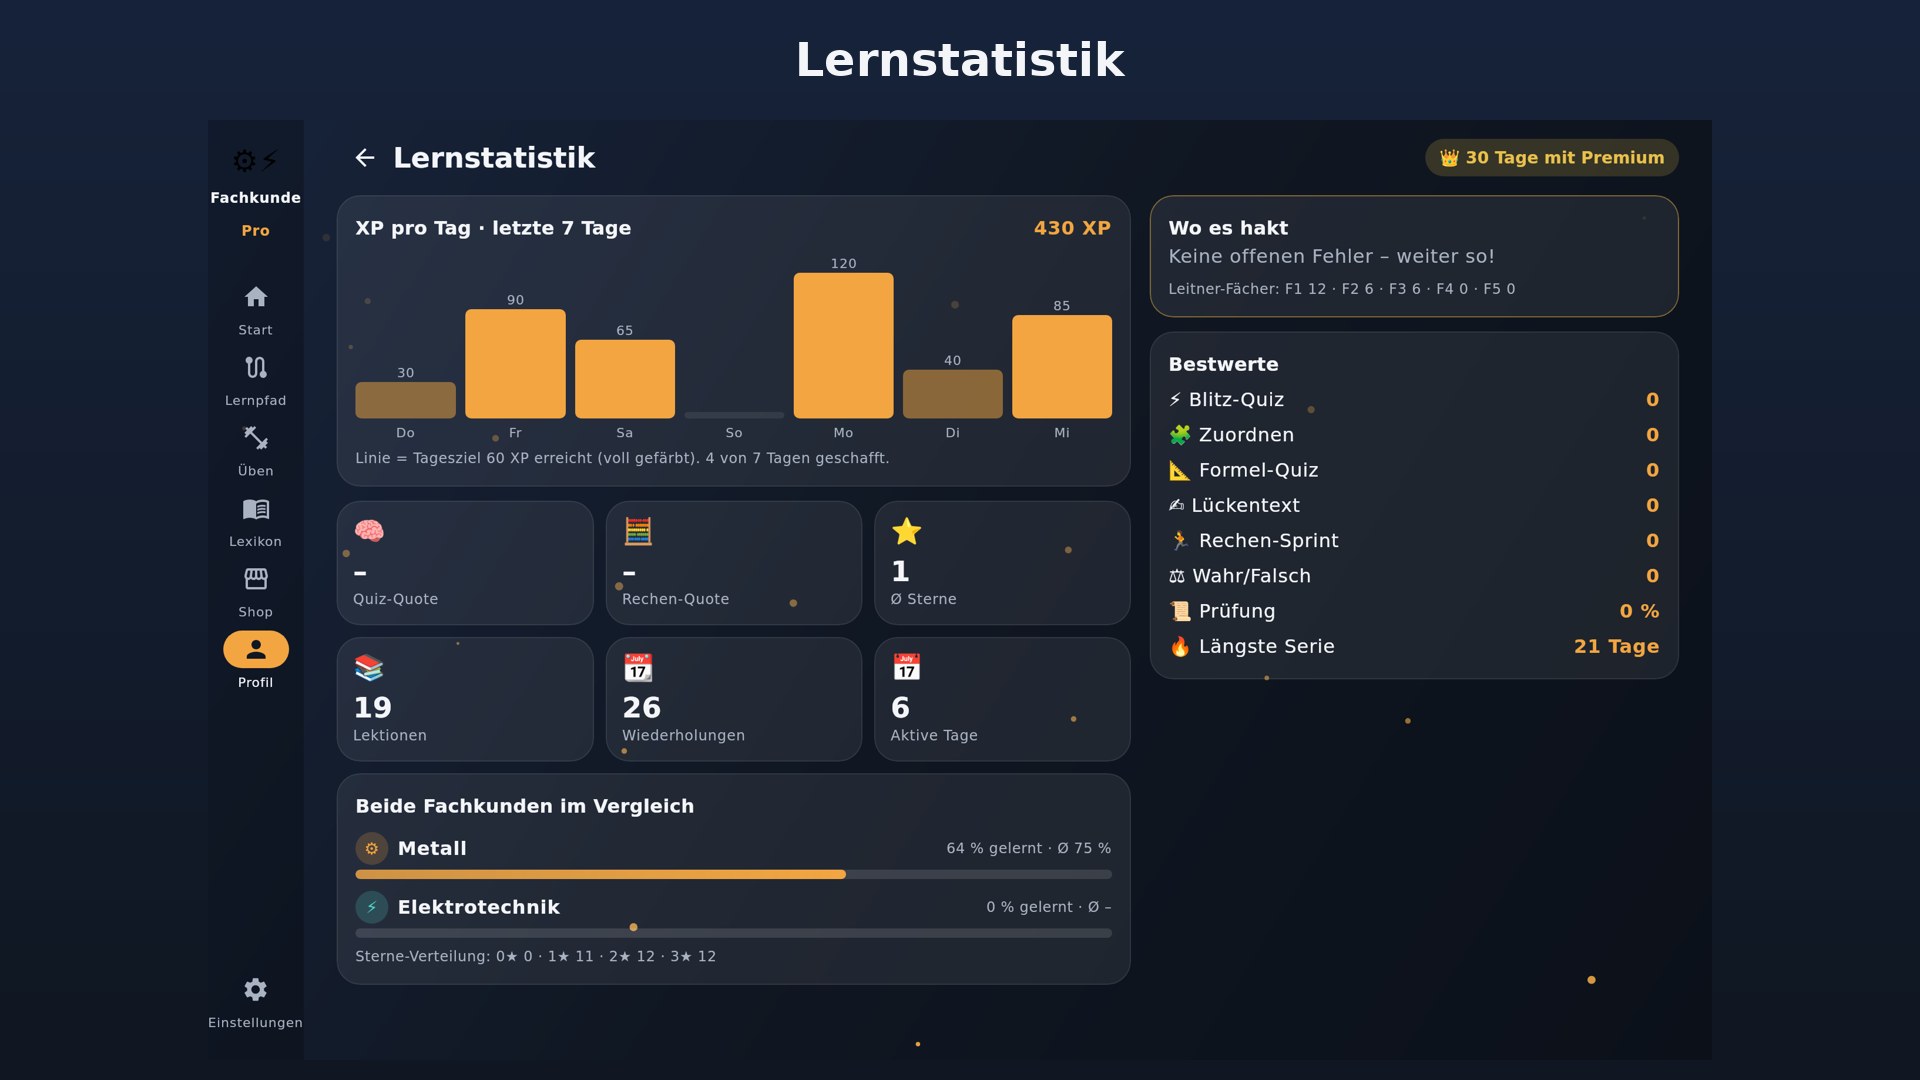 Lernstatistik
Fachkunde
Pro
Start
Lernpfad
Üben
Lexikon
Shop
Profil
Einstellungen
Lernstatistik
👑 30 Tage mit Premium
XP pro Tag · letzte 7 Tage
430 XP
30
90
65
120
40
85
Do
Fr
Sa
So
Mo
Di
Mi
Linie = Tagesziel 60 XP erreicht (voll gefärbt). 4 von 7 Tagen geschafft.
–
Quiz-Quote
–
Rechen-Quote
1
Ø Sterne
19
Lektionen
July
17
26
Wiederholungen
July
17
6
Aktive Tage
Beide Fachkunden im Vergleich
Metall
64 % gelernt · Ø 75 %
Elektrotechnik
0 % gelernt · Ø –
Sterne-Verteilung: 0★ 0 · 1★ 11 · 2★ 12 · 3★ 12
Wo es hakt
Keine offenen Fehler – weiter so!
Leitner-Fächer: F1 12 · F2 6 · F3 6 · F4 0 · F5 0
Bestwerte
⚡ Blitz-Quiz 0
🧩 Zuordnen 0
📐 Formel-Quiz 0
✍ Lückentext 0
🏃 Rechen-Sprint 0
⚖ Wahr/Falsch 0
📜 Prüfung 0 %
🔥 Längste Serie 21 Tage